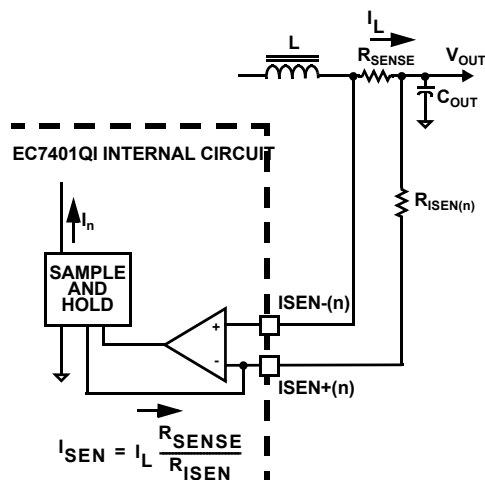 I_L
L
R_SENSE
V_OUT
C_OUT
EC7401QI INTERNAL CIRCUIT
R_ISEN(n)
I_n
SAMPLE
AND
HOLD
ISEN-(n)
+
-
ISEN+(n)
I_SEN = I_L R_SENSE / R_ISEN